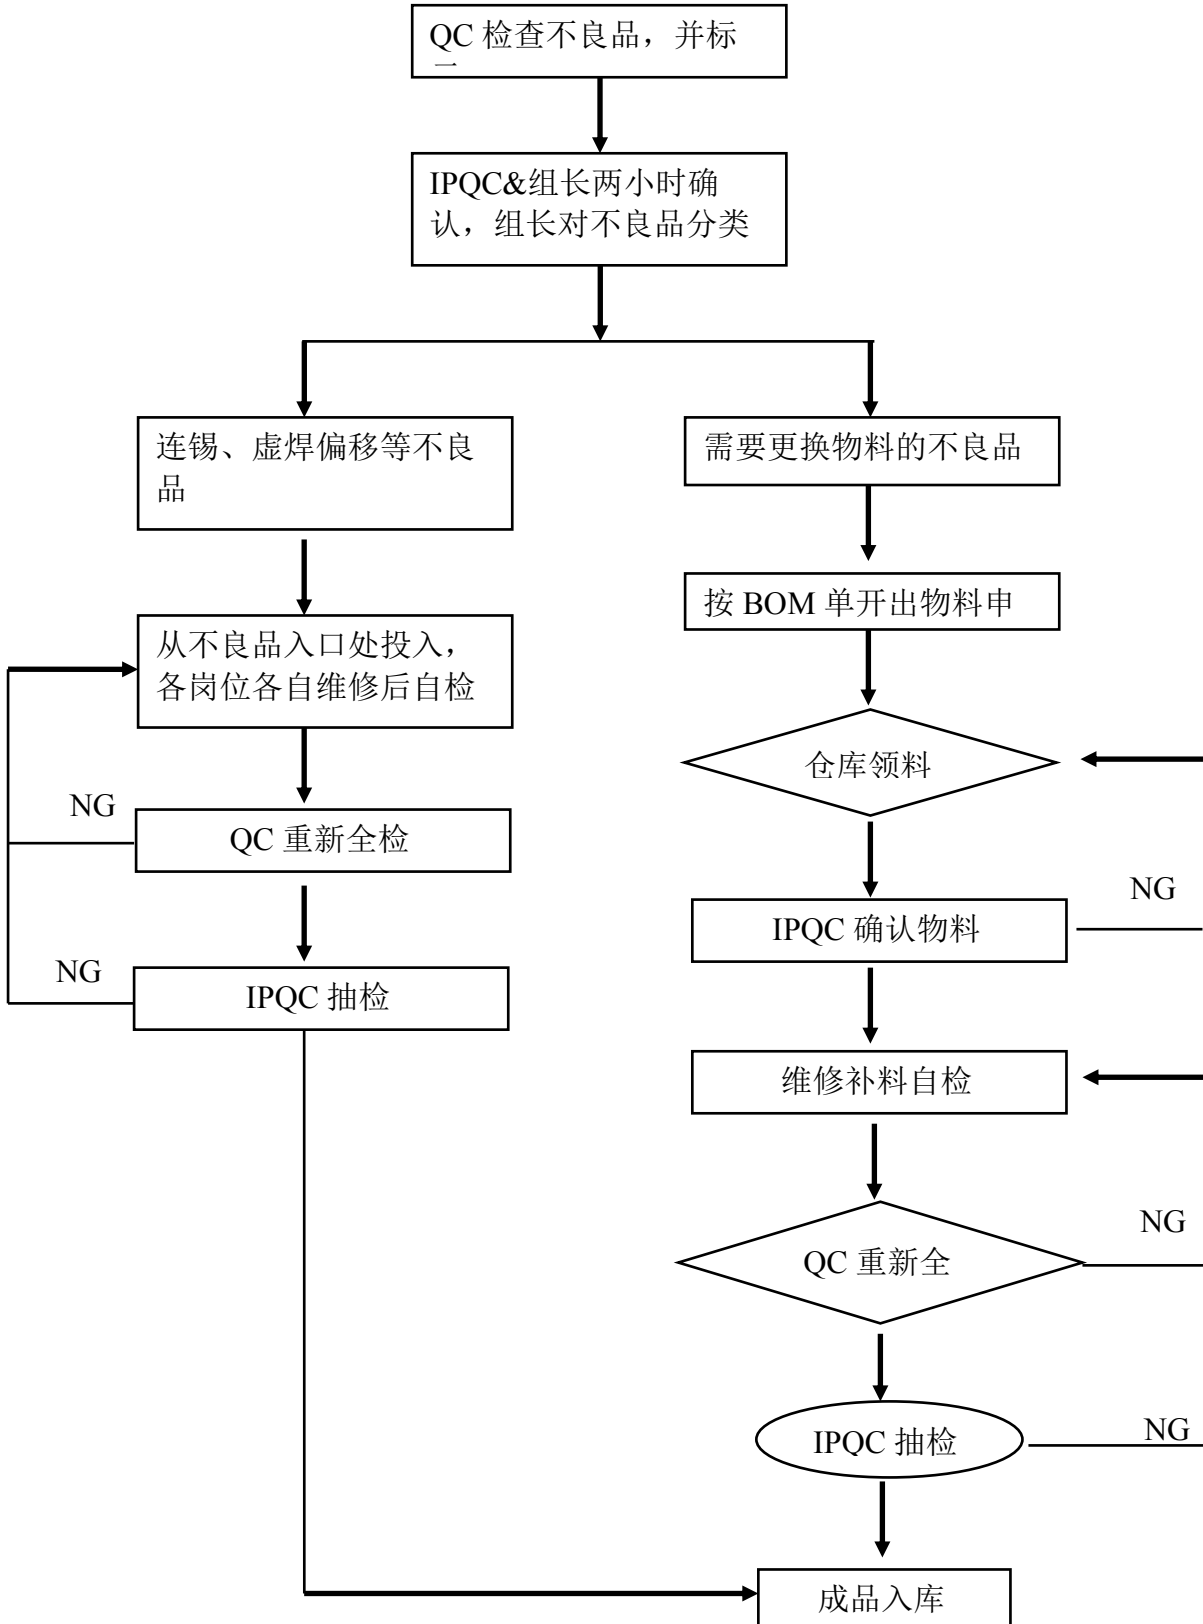 QC 检查不良品，并标
IPQC&组长两小时确
认，组长对不良品分类
连锡、虚焊偏移等不良
品
需要更换物料的不良品
按 BOM 单开出物料申
从不良品入口处投入，
各岗位各自维修后自检
仓库领料
NG
QC 重新全检
NG
IPQC 确认物料
NG
IPQC 抽检
维修补料自检
NG
QC 重新全
NG
IPQC 抽检
成品入库